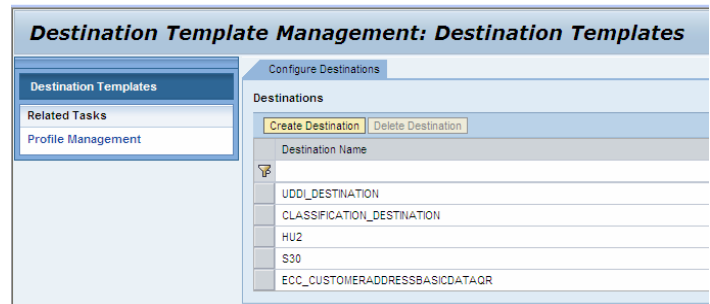 Destination Template Management: Destination Templates
Destination Templates
Related Tasks
Profile Management
Configure Destinations
Destinations
Create Destination Delete Destination
Destination Name
UDDI_DESTINATION
CLASSIFICATION_DESTINATION
HU2
S30
ECC_CUSTOMERADDRESSBASICDATAQR